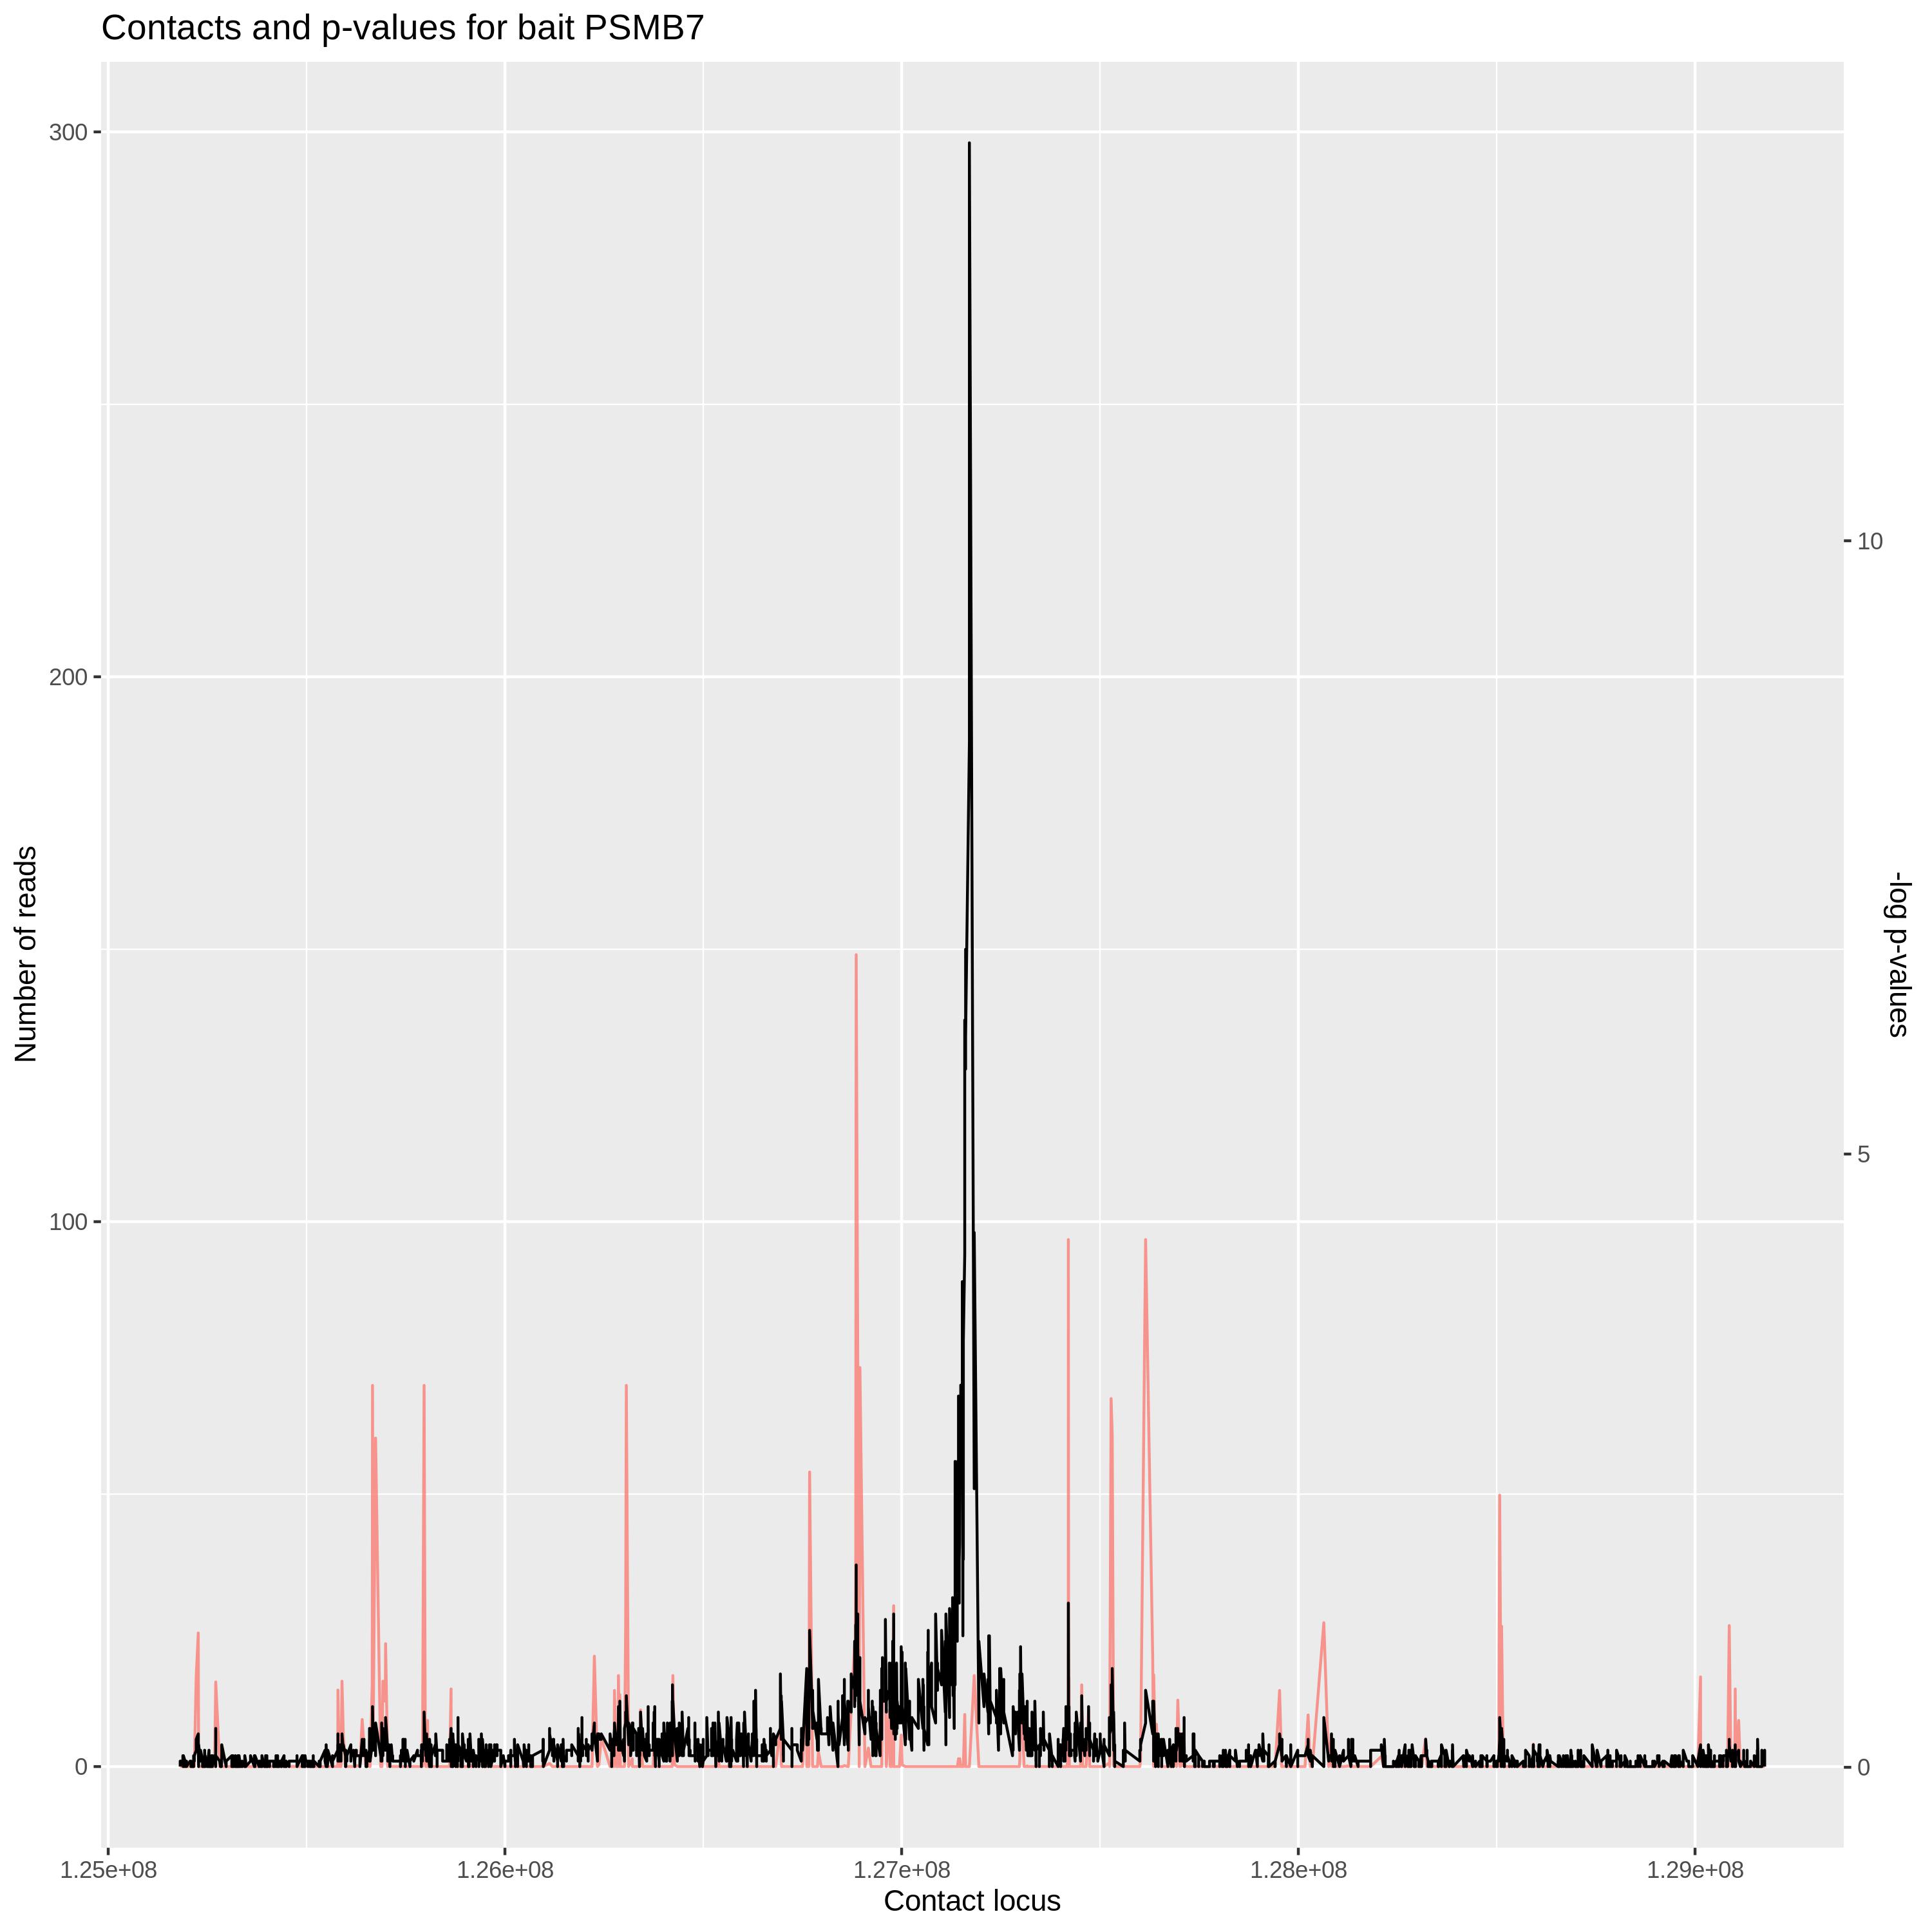 Contacts and p-values for bait PSMB7
300
200
100
0
Number of reads
10
5
0
-log p-values
1.25e+08
1.26e+08
1.27e+08
1.28e+08
1.29e+08
Contact locus